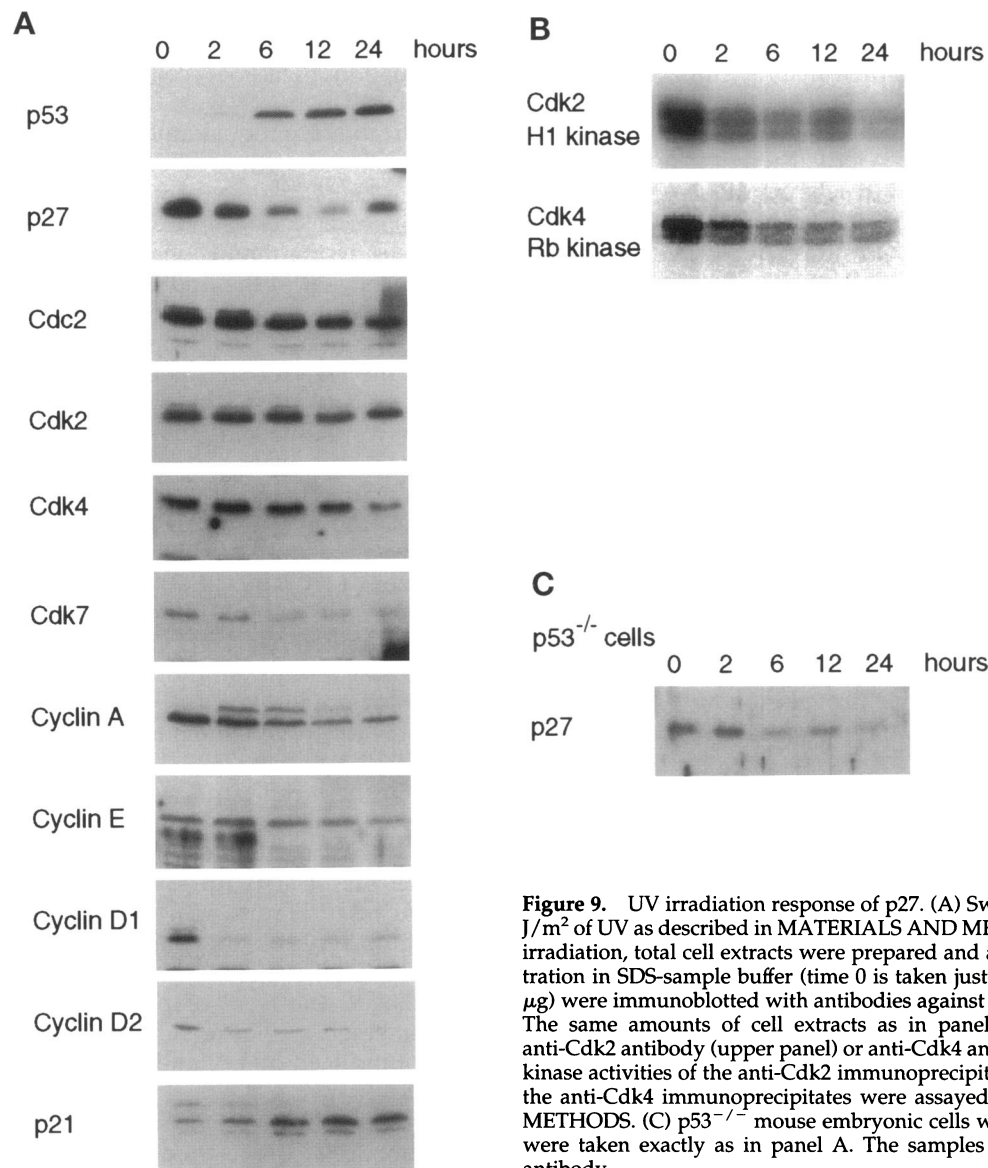 A
0 2 6 12 24 hours
p53
p27
Cdc2
Cdk2
Cdk4
Cdk7
Cyclin A
Cyclin E
Cyclin D1
Cyclin D2
p21
B
0 2 6 12 24 hours
Cdk2
H1 kinase
Cdk4
Rb kinase
C
p53-/- cells
0 2 6 12 24 hours
p27
Figure 9. UV irradiation response of p27. (A)
J/m² of UV as described in MATERIALS AND
irradiation, total cell extracts were prepared and
tration in SDS-sample buffer (time 0 is taken just
μg) were immunoblotted with antibodies against
The same amounts of cell extracts as in
anti-Cdk2 antibody (upper panel) or anti-Cdk4
kinase activities of the anti-Cdk2
the anti-Cdk4 immunoprecipitates were assayed
METHODS. (C) p53-/- mouse embryonic cells
were taken exactly as in panel A. The samples